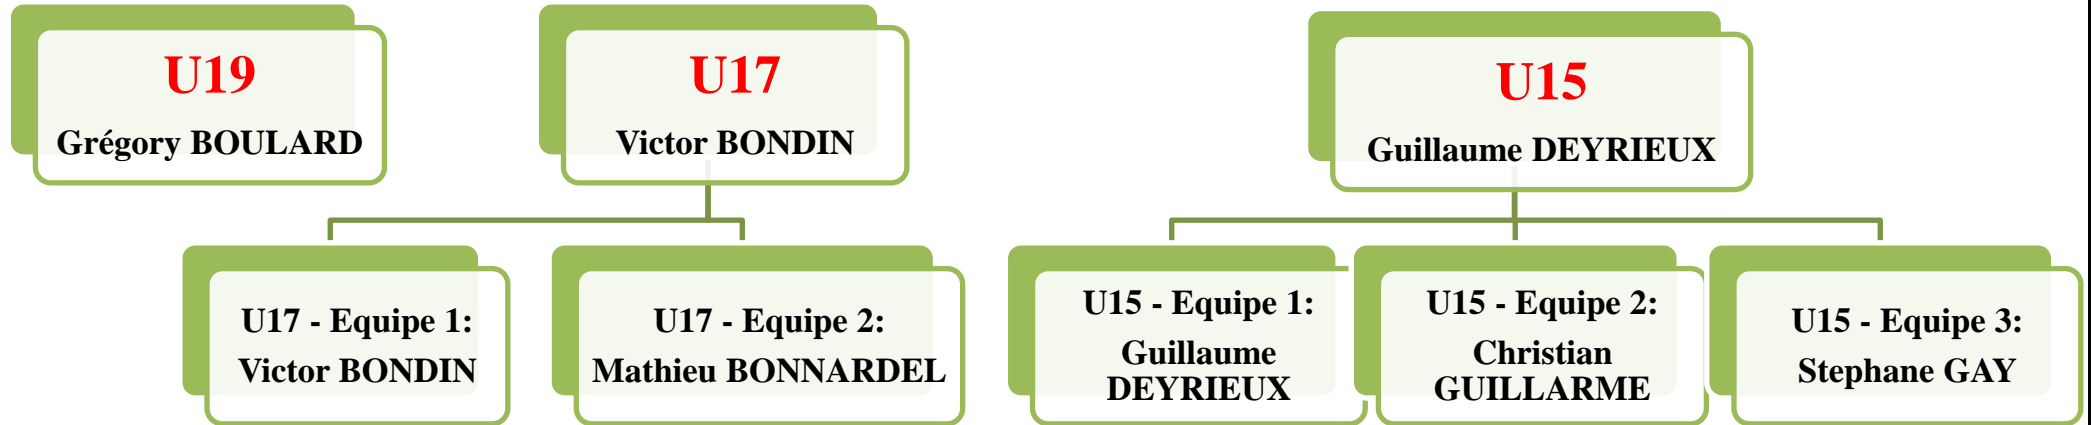 U19
Grégory BOULARD
U17
Victor BONDIN
U15
Guillaume DEYRIEUX
U17 - Equipe 1:
Victor BONDIN
U17 - Equipe 2:
Mathieu BONNARDEL
U15 - Equipe 1:
Guillaume
DEYRIEUX
U15 - Equipe 2:
Christian
GUILLARME
U15 - Equipe 3:
Stephane GAY